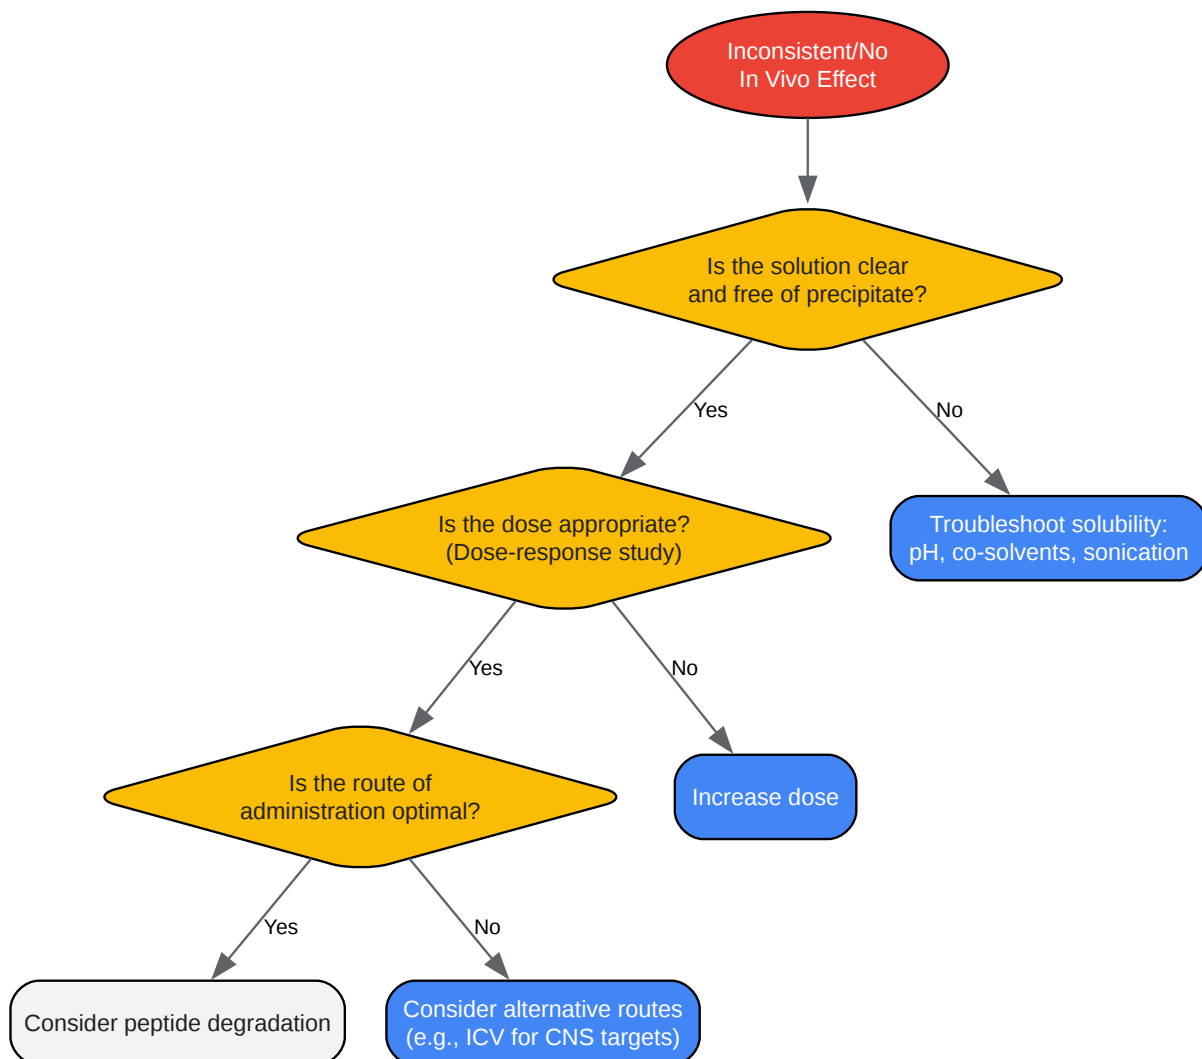 Inconsistent/No
In Vivo Effect
Is the solution clear
and free of precipitate?
Yes
No
Is the dose appropriate?
(Dose-response study)
Troubleshoot solubility:
pH, co-solvents, sonication
Yes
No
Is the route of
administration optimal?
Increase dose
Yes
No
Consider peptide degradation
Consider alternative routes
(e.g., ICV for CNS targets)